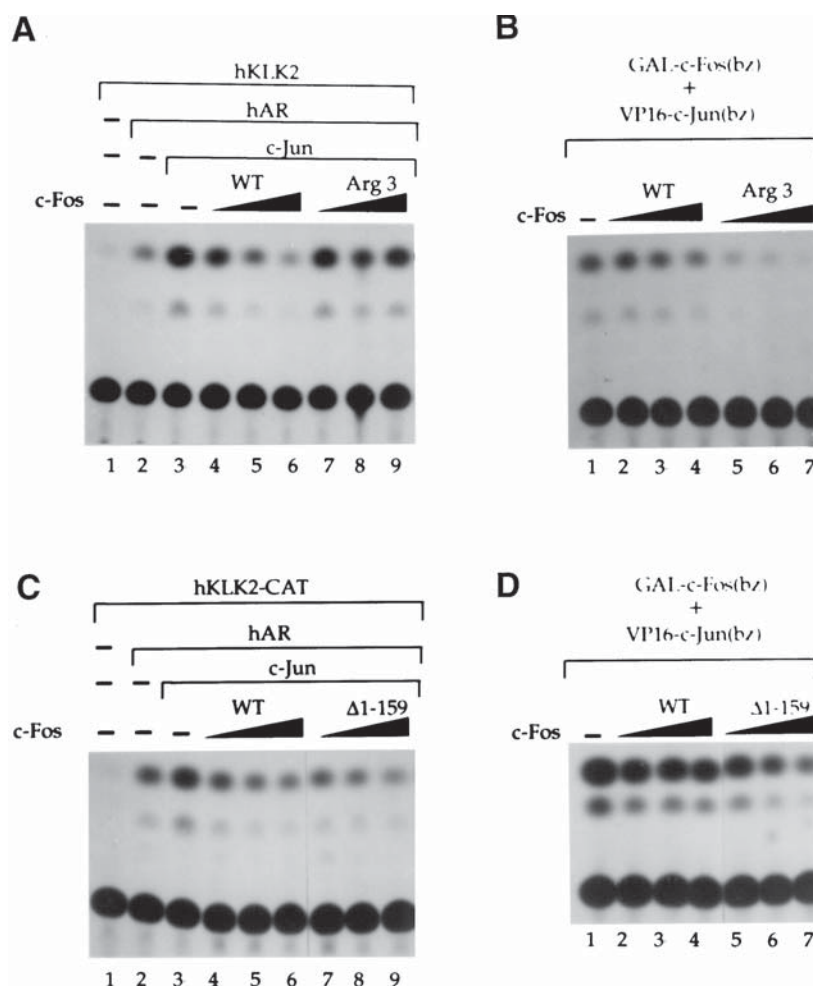 A
hKLK2
hAR
c-Jun
WT Arg 3
c-Fos
1 2 3 4 5 6 7 8 9
B
GAL-c-Fos(bz)
+
VP16-c-Jun(bz)
WT Arg 3
c-Fos
1 2 3 4 5 6 7
C
hKLK2-CAT
hAR
c-Jun
WT Δ1-159
c-Fos
1 2 3 4 5 6 7 8 9
D
GAL-c-Fos(bz)
+
VP16-c-Jun(bz)
WT Δ1-159
c-Fos
1 2 3 4 5 6 7